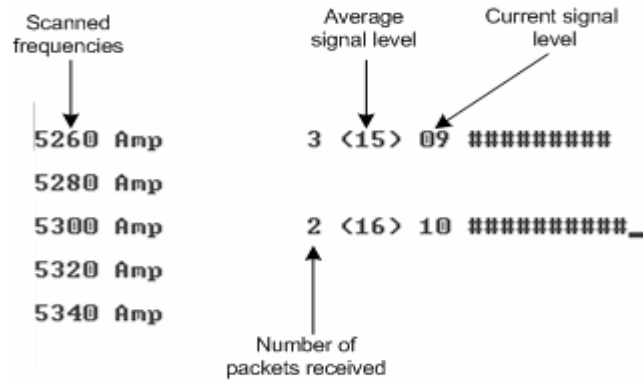 Scanned
frequencies
Average
signal level
Current signal
level
5260 Amp 3 <15> 09 #########
5280 Amp
5300 Amp 2 <16> 10 ##########_
5320 Amp
5340 Amp
Number of
packets received